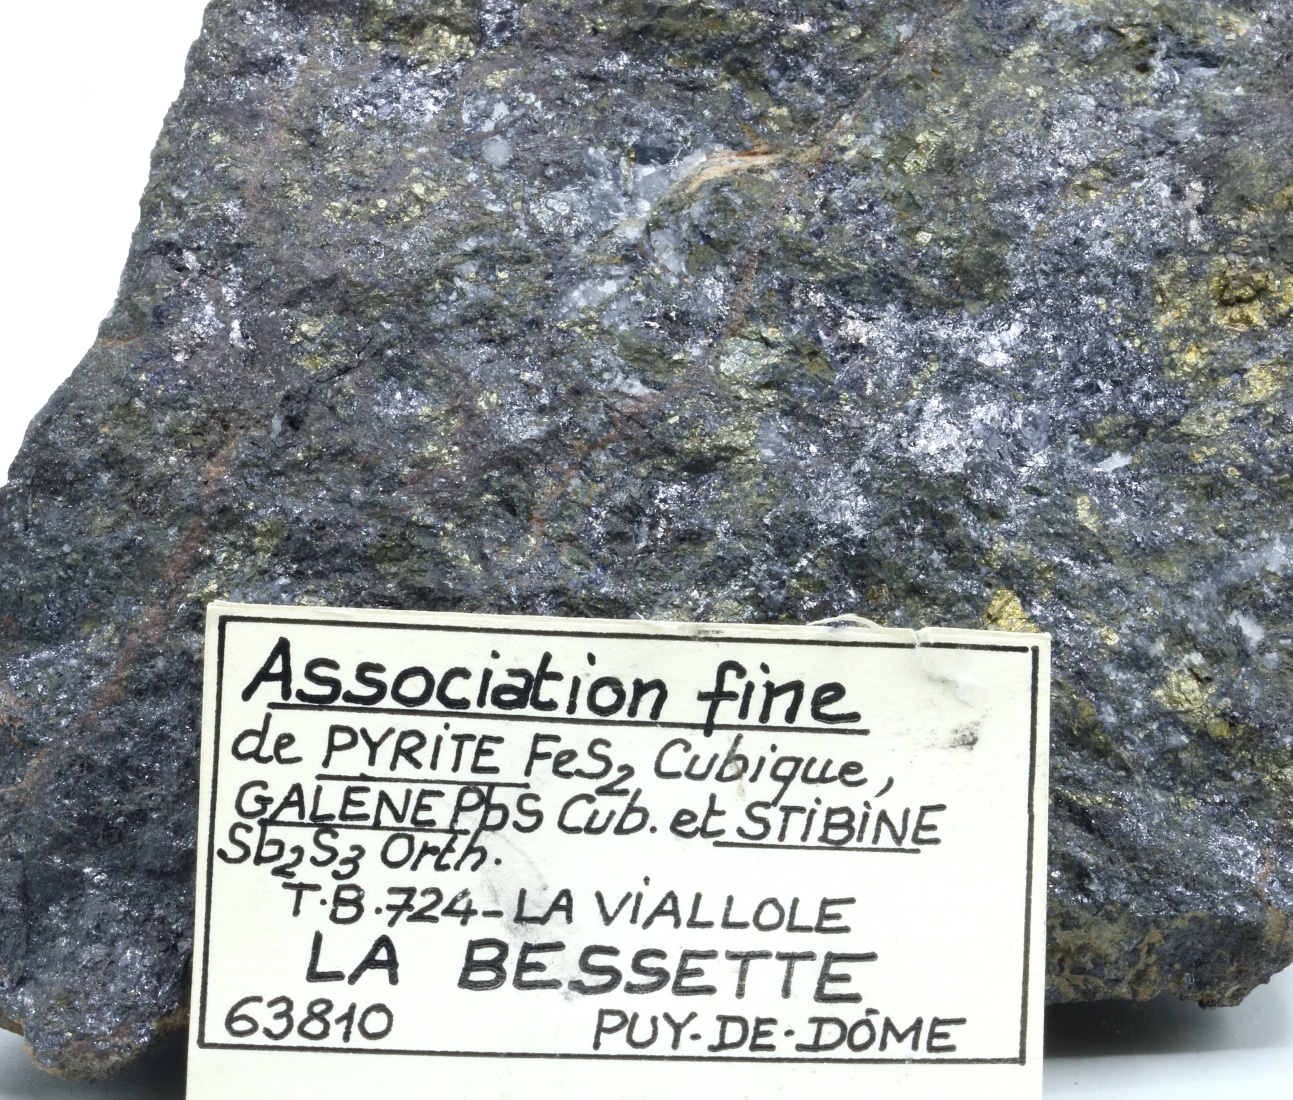 Association fine
de PYRITE FeS₂ Cubique,
GALENE PbS Cub. et STIBINE
Sb₂S₃ Orth.
T.B.724-LA VIALLOLE
LA BESSETTE
63810 PUY-DE-DÔME